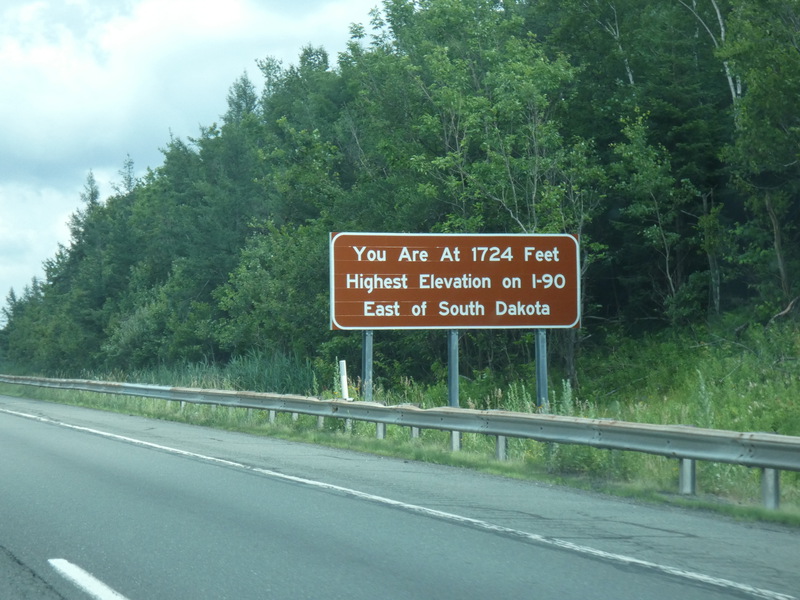 You Are At 1724 Feet
Highest Elevation on I-90
East of South Dakota